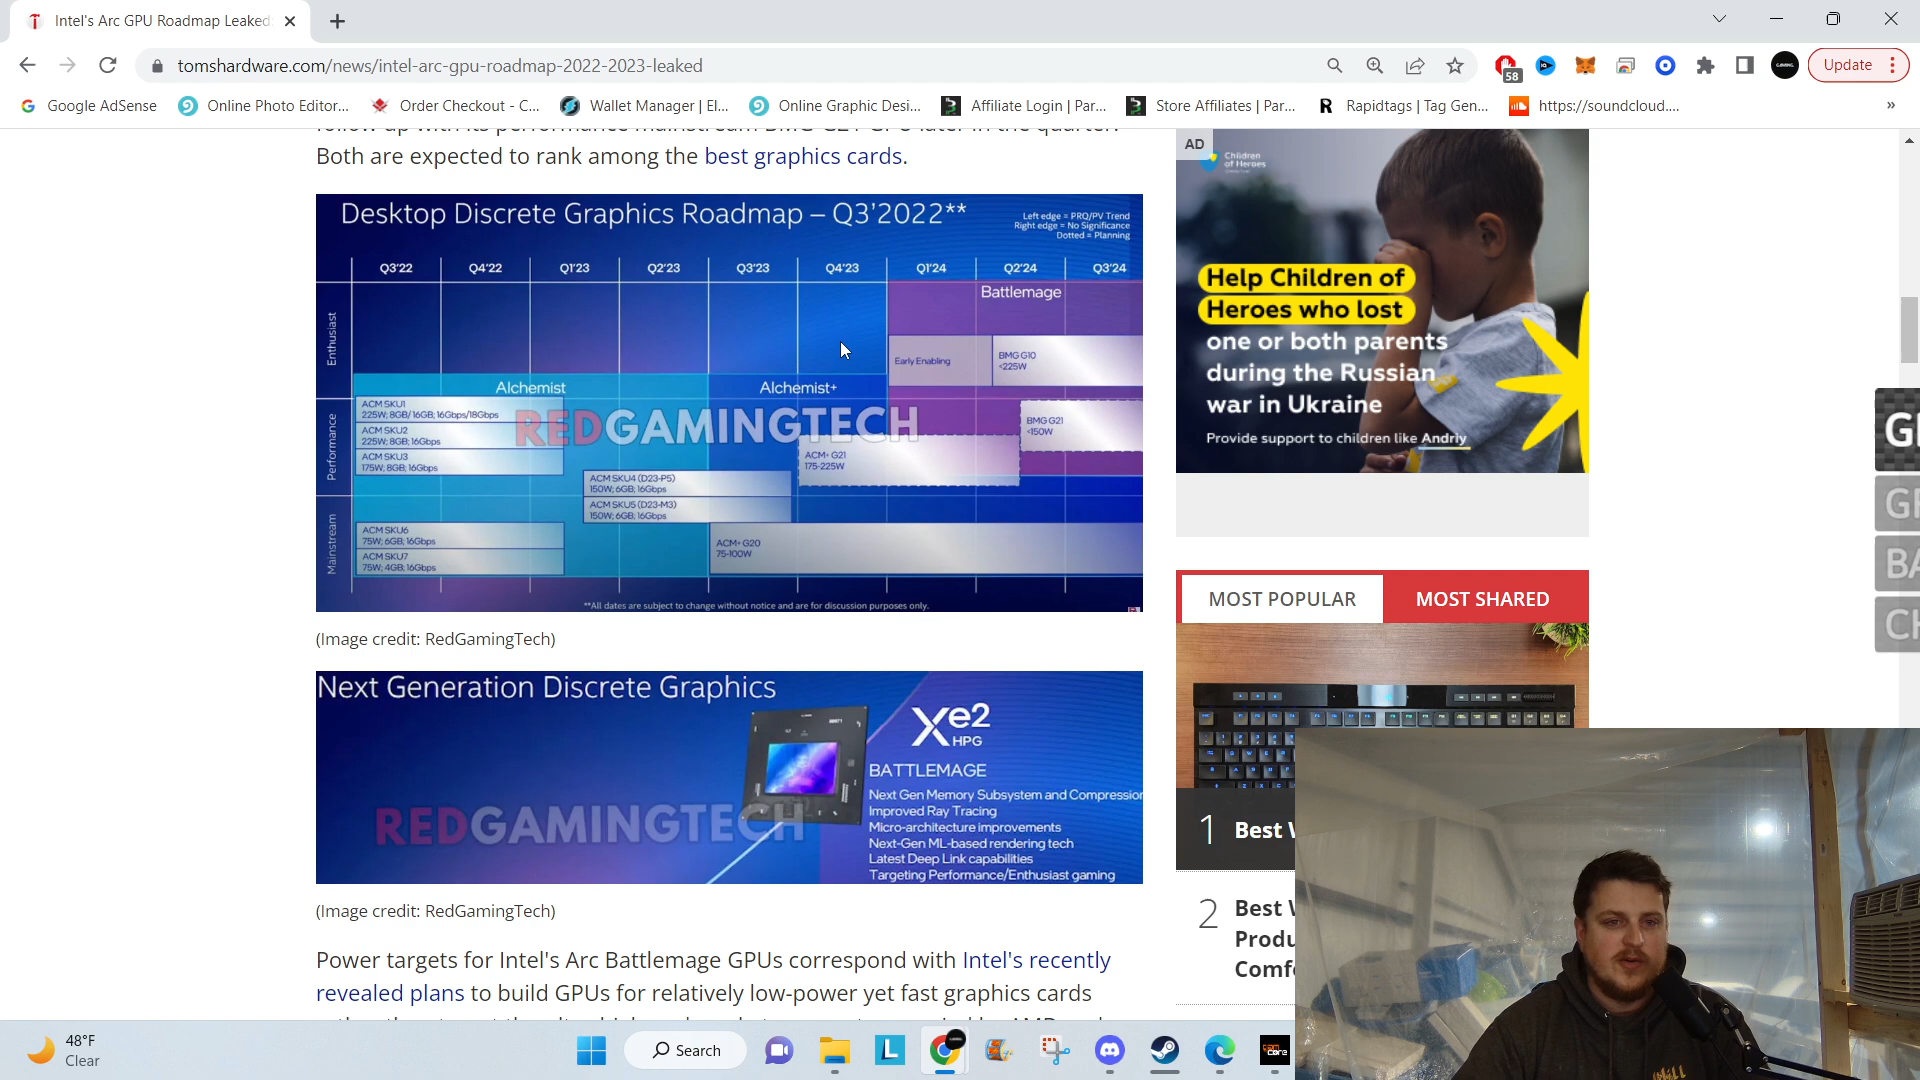 Intel's Arc GPU Roadmap Leaked:
tomshardware.com/news/intel-arc-gpu-roadmap-2022-2023-leaked
58
Update
Google AdSense
Online Photo Editor...
Order Checkout - C...
Wallet Manager | El...
Online Graphic Desi...
Affiliate Login | Par...
Store Affiliates | Par...
Rapidtags | Tag Gen...
https://soundcloud....
»
Both are expected to rank among the best graphics cards.
Desktop Discrete Graphics Roadmap – Q3'2022**
Left edge = PRQ/PV Trend
Right edge = No Significance
Dotted = Planning
Q3'22 Q4'22 Q1'23 Q2'23 Q3'23 Q4'23 Q1'24 Q2'24 Q3'24
Battlemage
Enthusiast
Early Enabling
BMG G10
<225W
Alchemist
Alchemist+
Performance
ACM SKU1
225W; 8GB/16GB; 16Gbps/18Gbps
ACM SKU2
225W; 8GB; 16Gbps
ACM SKU3
175W; 8GB; 16Gbps
REDGAMINGTECH
BMG G21
<150W
ACM+ G21
175-225W
ACM SKU4 (D23-P5)
150W; 6GB; 16Gbps
ACM SKU5 (D23-M3)
150W; 6GB; 16Gbps
Mainstream
ACM SKU6
75W; 6GB; 16Gbps
ACM SKU7
75W; 4GB; 16Gbps
ACM+ G20
75-100W
**All dates are subject to change without notice and are for discussion purposes only.
(Image credit: RedGamingTech)
Next Generation Discrete Graphics
Xe2
HPG
BATTLEMAGE
Next Gen Memory Subsystem and Compression
Improved Ray Tracing
Micro-architecture improvements
Next-Gen ML-based rendering tech
Latest Deep Link capabilities
Targeting Performance/Enthusiast gaming
REDGAMINGTECH
(Image credit: RedGamingTech)
Power targets for Intel's Arc Battlemage GPUs correspond with Intel's recently
revealed plans to build GPUs for relatively low-power yet fast graphics cards
AD
Children
of Heroes
Help Children of
Heroes who lost
one or both parents
during the Russian
war in Ukraine
Provide support to children like Andriy
MOST POPULAR
MOST SHARED
1 Best
2 Best
48°F
Clear
Search